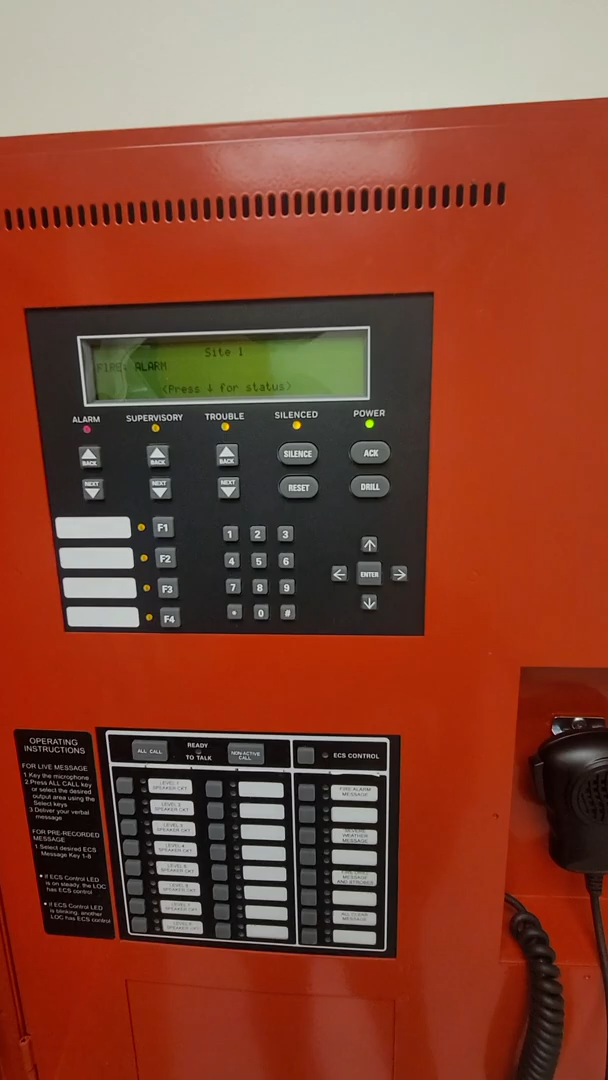 Site 1
FIRE: ALARM
(Press ↓ for status)
ALARM SUPERVISORY TROUBLE SILENCED POWER
BACK BACK BACK SILENCE ACK
NEXT NEXT NEXT RESET DRILL
F1
F2
F3
F4
1 2 3
4 5 6
7 8 9
* 0 #
ENTER
OPERATING
INSTRUCTIONS
FOR LIVE MESSAGE
1 Key the microphone
2.Press ALL CALL key
or select the desired
output area using the
Select keys
3.Deliver your verbal
message
FOR PRE-RECORDED
MESSAGE
1.Select desired ECS
Message Key 1-8
• If ECS Control LED
is on steady, the LOC
has ECS control
• If ECS Control LED
is blinking, another
LOC has ECS control
ALL CALL
READY
TO TALK
NON-ACTIVE
CALL
ECS CONTROL
LEVEL 1
SPEAKER CKT
LEVEL 2
SPEAKER CKT
LEVEL 3
SPEAKER CKT
LEVEL 4
SPEAKER CKT
LEVEL 5
SPEAKER CKT
LEVEL 6
SPEAKER CKT
LEVEL 7
SPEAKER CKT
SPEAKER CKT
FIRE ALARM
MESSAGE
SEVERE
WEATHER
MESSAGE
FIRE DRILL
MESSAGE
AND STROBES
ALL CLEAR
MESSAGE